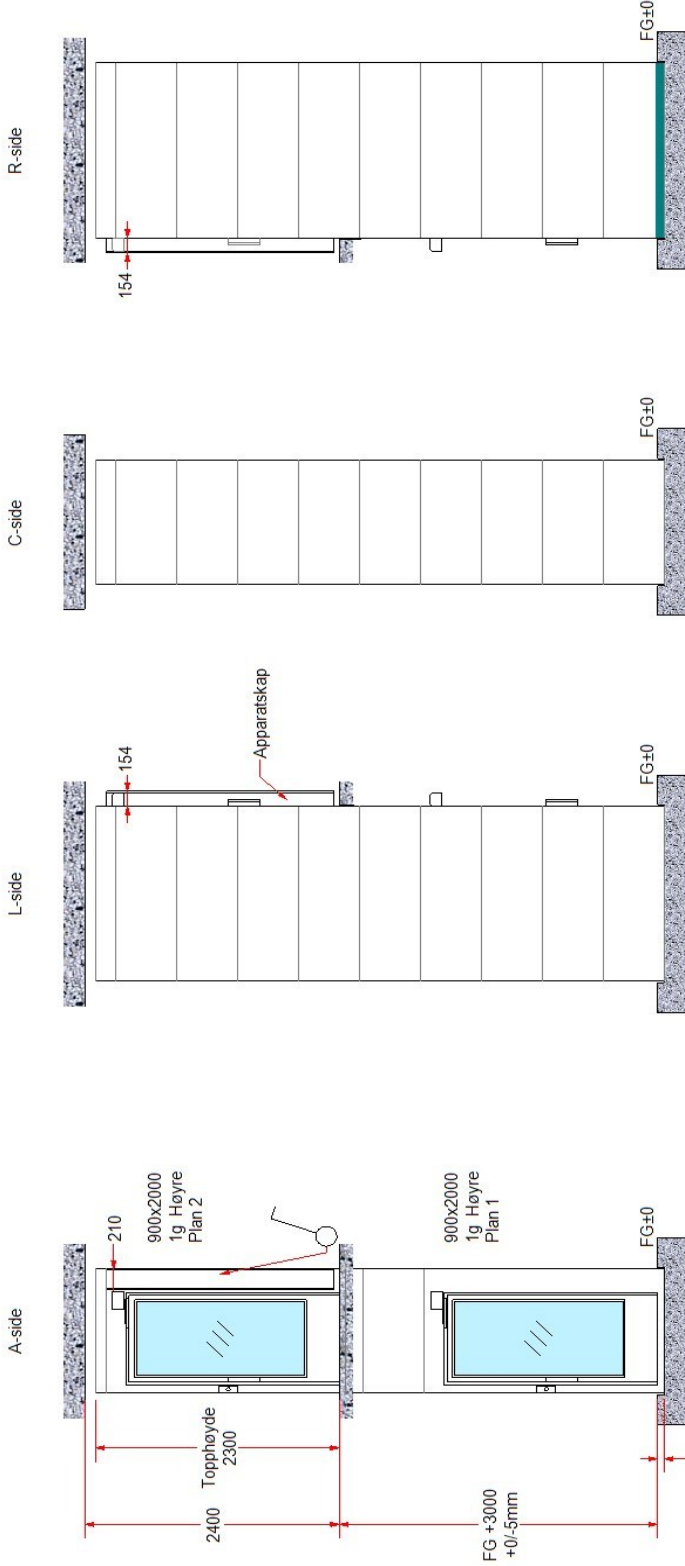 A-side
L-side
C-side
R-side
210
900x2000
1g Høyre
Plan 2
Topphøyde
2300
2400
900x2000
1g Høyre
Plan 1
FG +3000
+0/-5mm
FG±0
154
Apparatskap
FG±0
FG±0
154
FG±0